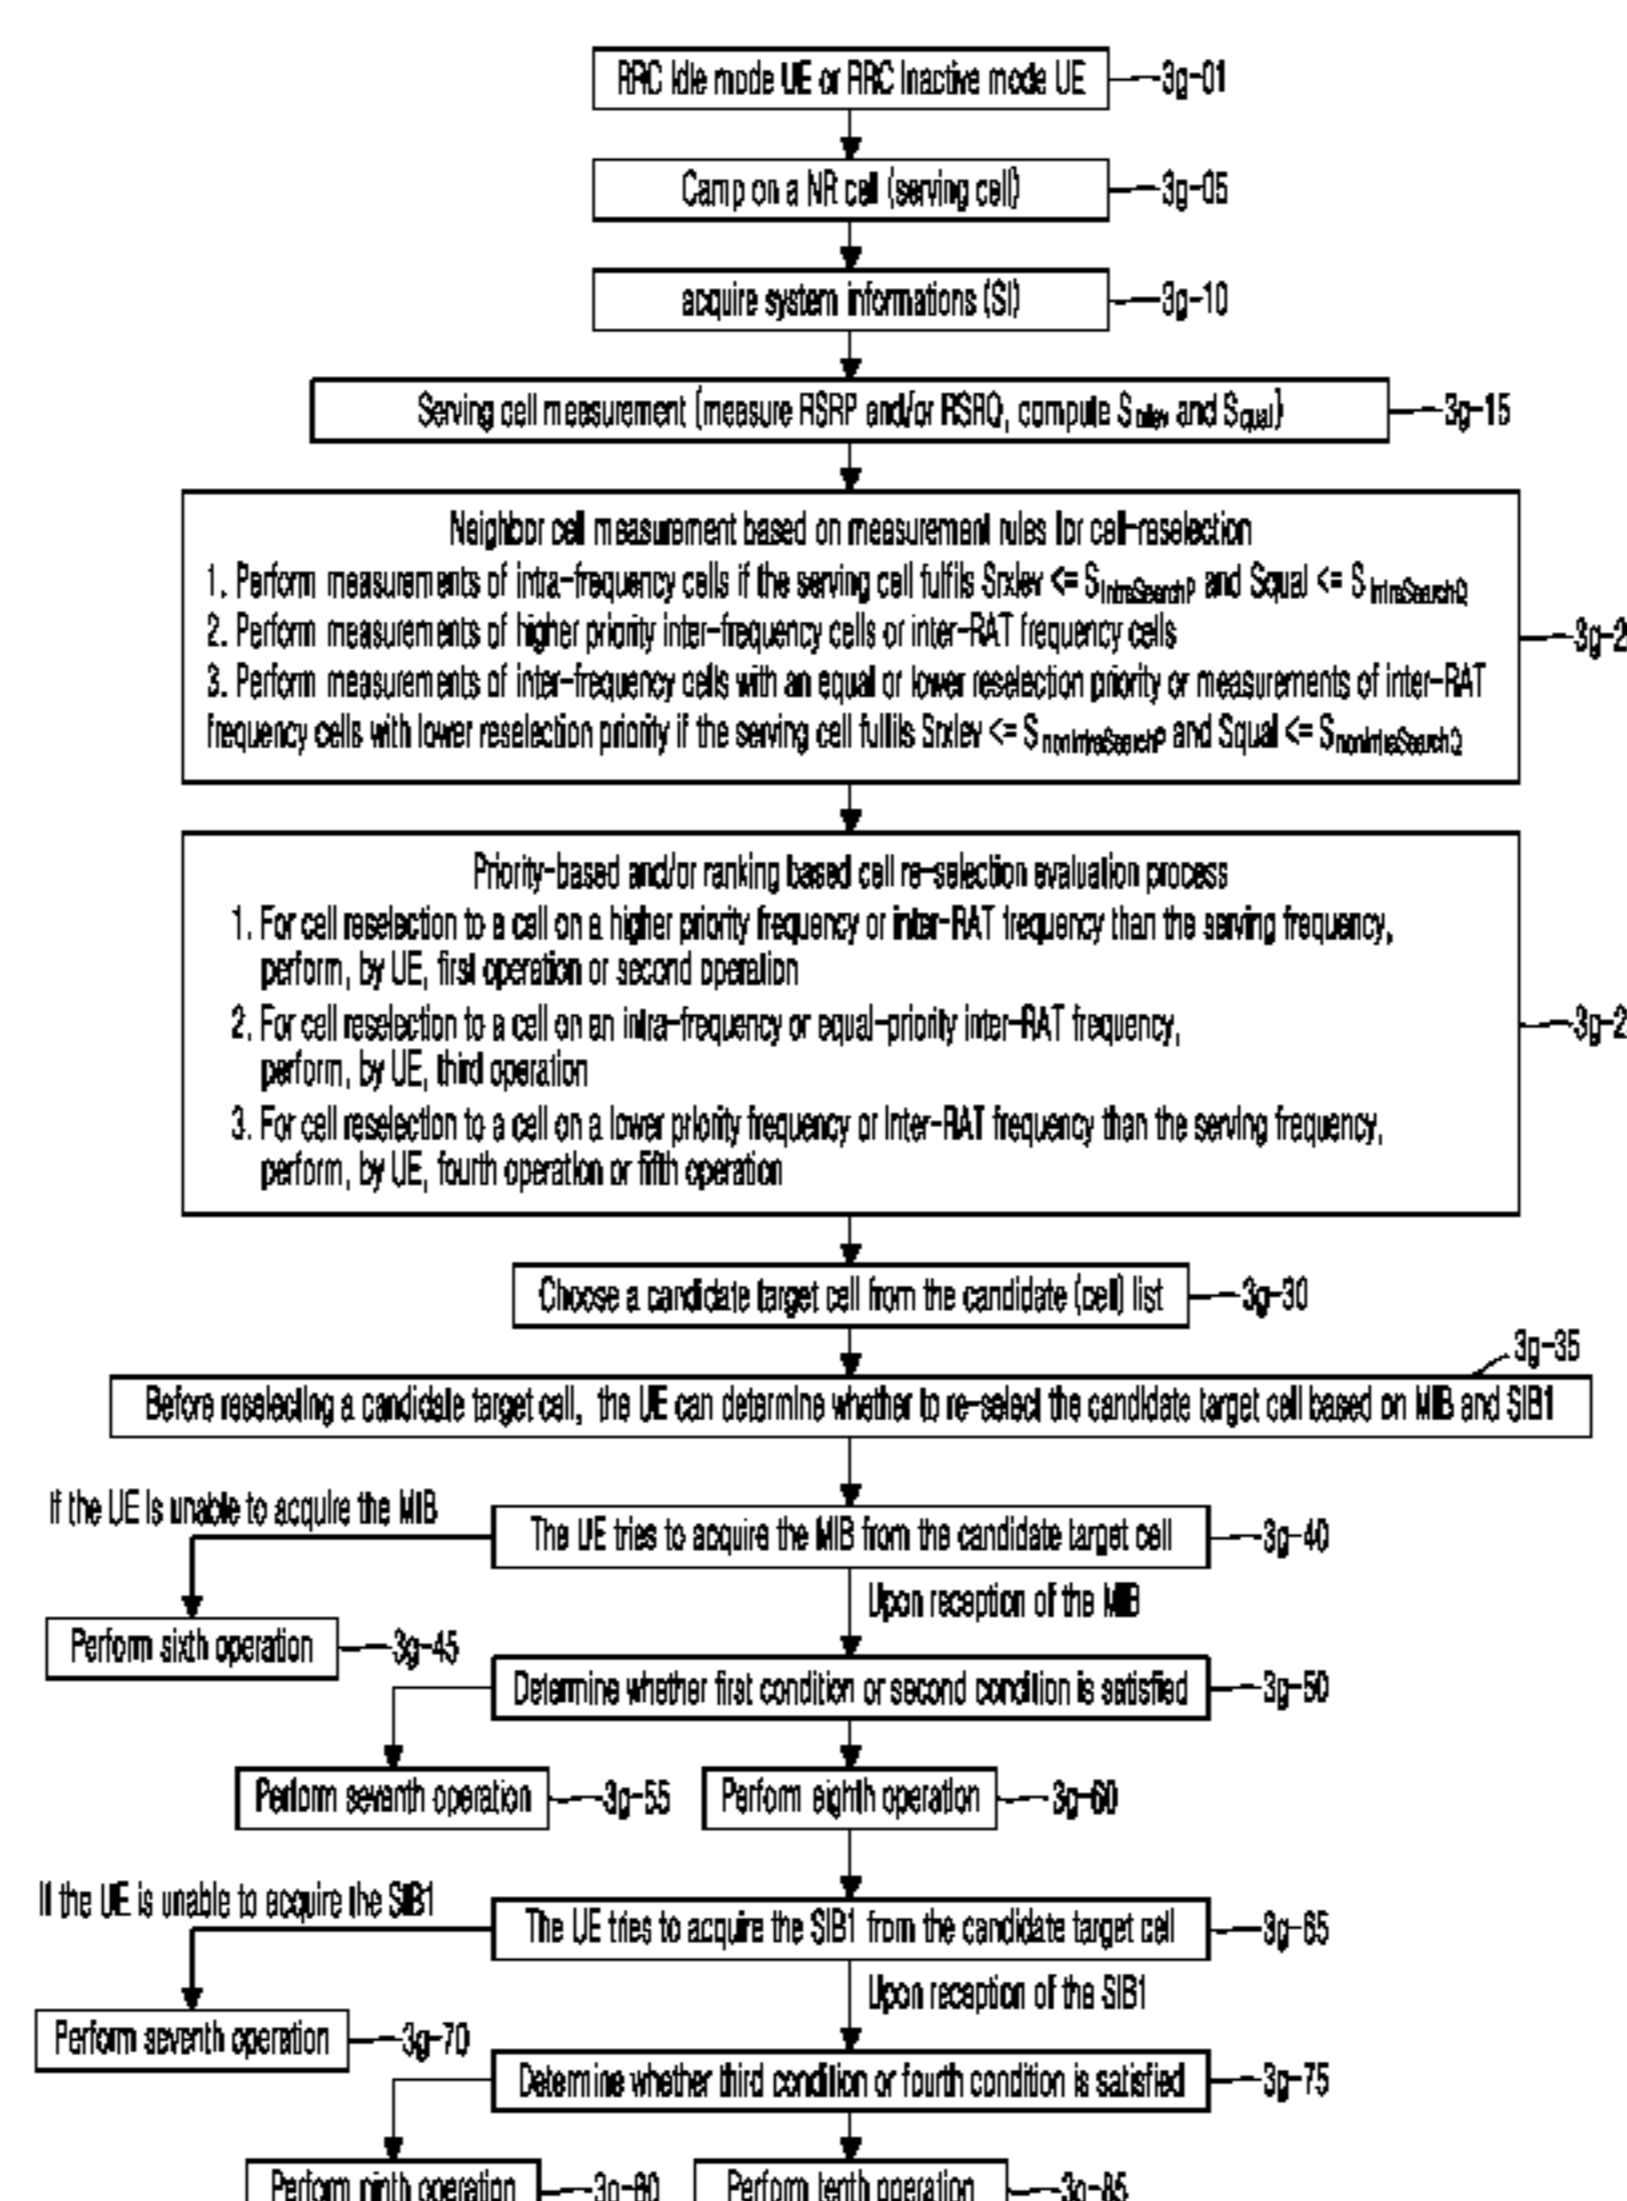 RRC Idle mode UE or RRC Inactive mode UE
3g-01
Camp on a NR cell (serving cell)
3g-05
acquire system informations (SI)
3g-10
Serving cell measurement (measure RSRP and/or RSRQ, compute Srxlev and Squal)
3g-15
Neighbor cell measurement based on measurement rules for cell-reselection
1. Perform measurements of intra-frequency cells if the serving cell fulfils Srxlev <= SIntraSearchP and Squal <= SIntraSearchQ
2. Perform measurements of higher priority inter-frequency cells or inter-RAT frequency cells
3. Perform measurements of inter-frequency cells with an equal or lower reselection priority or measurements of inter-RAT
frequency cells with lower reselection priority if the serving cell fulfils Srxlev <= SnonIntraSearchP and Squal <= SnonIntraSearchQ
3g-2
Priority-based and/or ranking based cell re-selection evaluation process
1. For cell reselection to a cell on a higher priority frequency or inter-RAT frequency than the serving frequency,
perform, by UE, first operation or second operation
2. For cell reselection to a cell on an intra-frequency or equal-priority inter-RAT frequency,
perform, by UE, third operation
3. For cell reselection to a cell on a lower priority frequency or inter-RAT frequency than the serving frequency,
perform, by UE, fourth operation or fifth operation
3g-2
Choose a candidate target cell from the candidate (cell) list
3g-30
3g-35
Before reselecting a candidate target cell, the UE can determine whether to re-select the candidate target cell based on MIB and SIB1
If the UE is unable to acquire the MIB
The UE tries to acquire the MIB from the candidate target cell
3g-40
Upon reception of the MIB
Perform sixth operation
3g-45
Determine whether first condition or second condition is satisfied
3g-50
Perform seventh operation
3g-55
Perform eighth operation
3g-60
If the UE is unable to acquire the SIB1
The UE tries to acquire the SIB1 from the candidate target cell
3g-65
Upon reception of the SIB1
Perform seventh operation
3g-70
Determine whether third condition or fourth condition is satisfied
3g-75
Perform ninth operation
3g-80
Perform tenth operation
3g-85